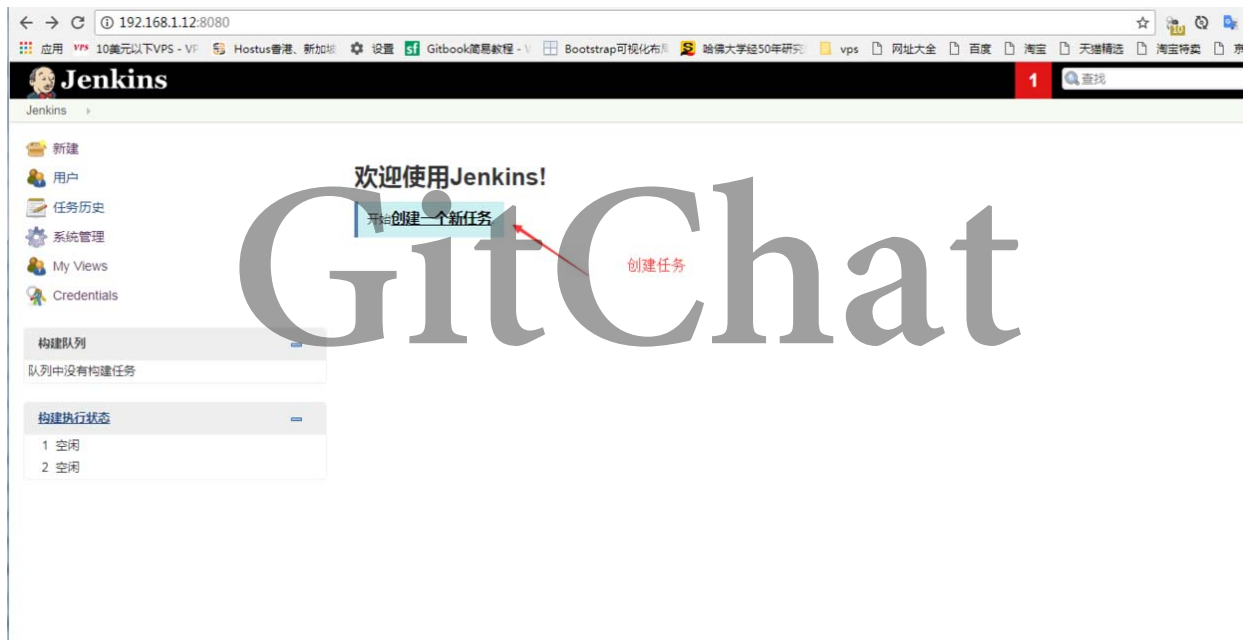 192.168.1.12:8080
应用 VPS 10美元以下VPS - VP Hostus香港、新加坡 设置 sf Gitbook简易教程 - Bootstrap可视化布局 哈佛大学经50年研究 vps 网址大全 百度 淘宝 天猫精选 淘宝特卖 京
Jenkins 1 查找
Jenkins
新建
用户
任务历史
系统管理
My Views
Credentials
构建队列
队列中没有构建任务
构建执行状态
1 空闲
2 空闲
欢迎使用Jenkins!
开始创建一个新任务
创建任务
GitChat